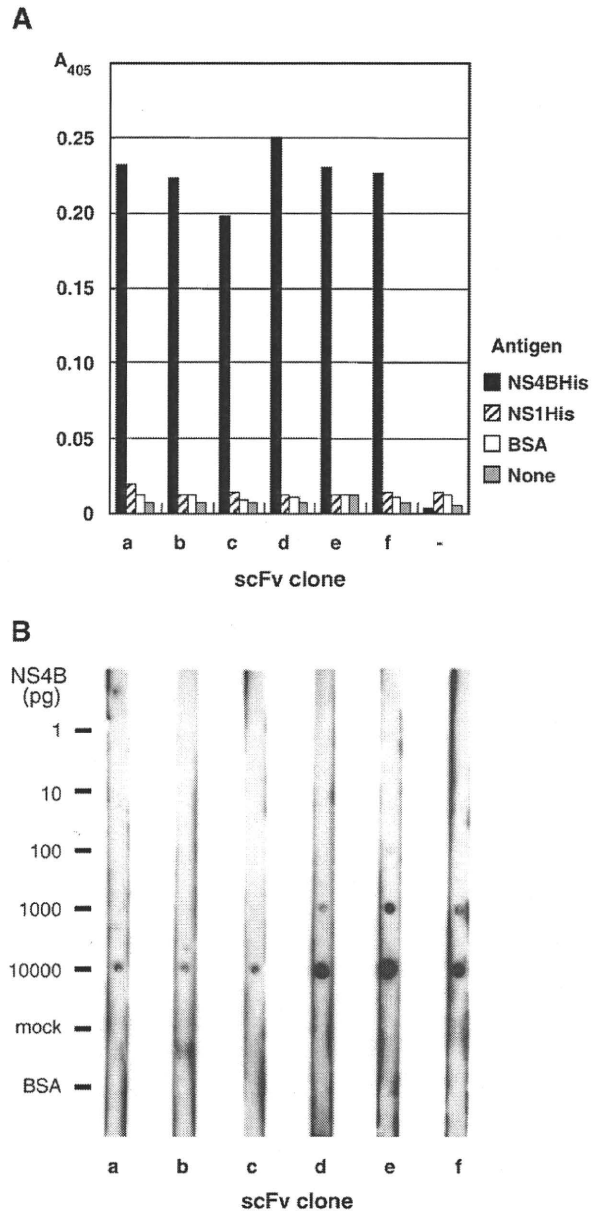 A
A405
0.25
0.20
0.15
0.10
0.05
0
a b c d e f -
scFv clone
Antigen
NS4BHis
NS1His
BSA
None
B
NS4B
(pg)
1
10
100
1000
10000
mock
BSA
a b c d e f
scFv clone